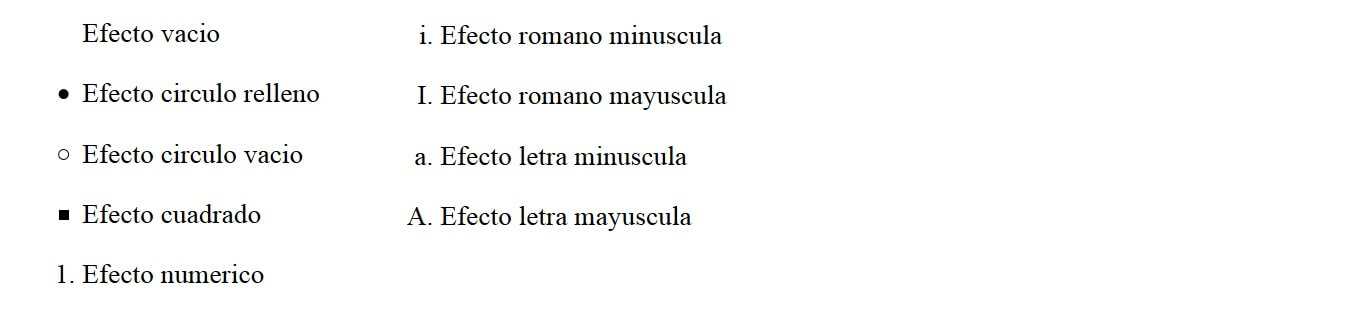 Efecto vacio
● Efecto circulo relleno
○ Efecto circulo vacio
■ Efecto cuadrado
1. Efecto numerico
i. Efecto romano minuscula
I. Efecto romano mayuscula
a. Efecto letra minuscula
A. Efecto letra mayuscula